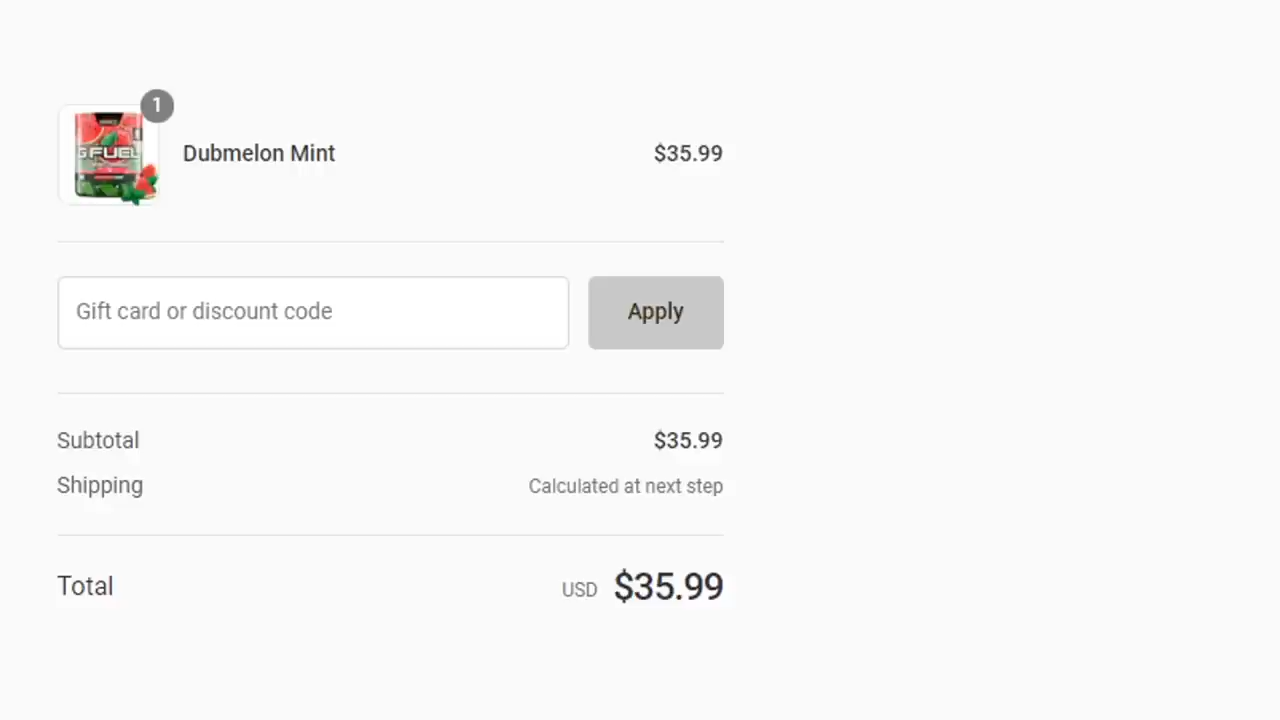 1
G FUEL
Dubmelon Mint $35.99
Gift card or discount code Apply
Subtotal $35.99
Shipping Calculated at next step
Total USD $35.99